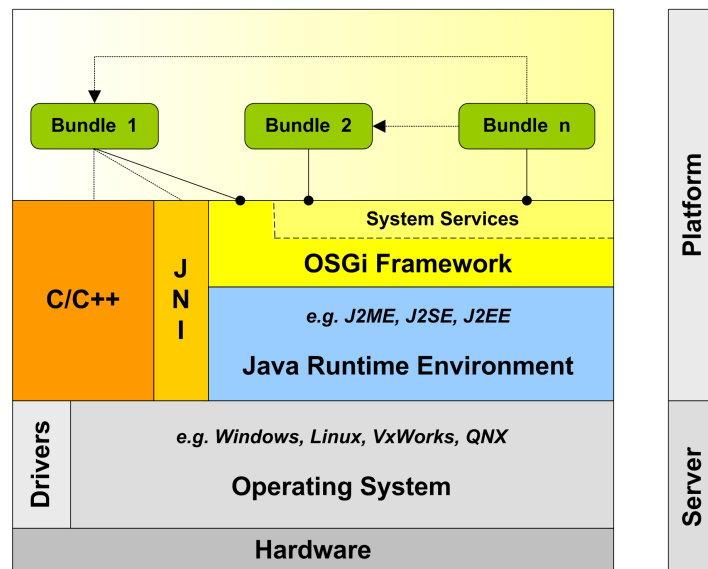 Bundle 1
Bundle 2
Bundle n
System Services
OSGi Framework
C/C++
J
N
I
e.g. J2ME, J2SE, J2EE
Java Runtime Environment
Drivers
e.g. Windows, Linux, VxWorks, QNX
Operating System
Hardware
Platform
Server